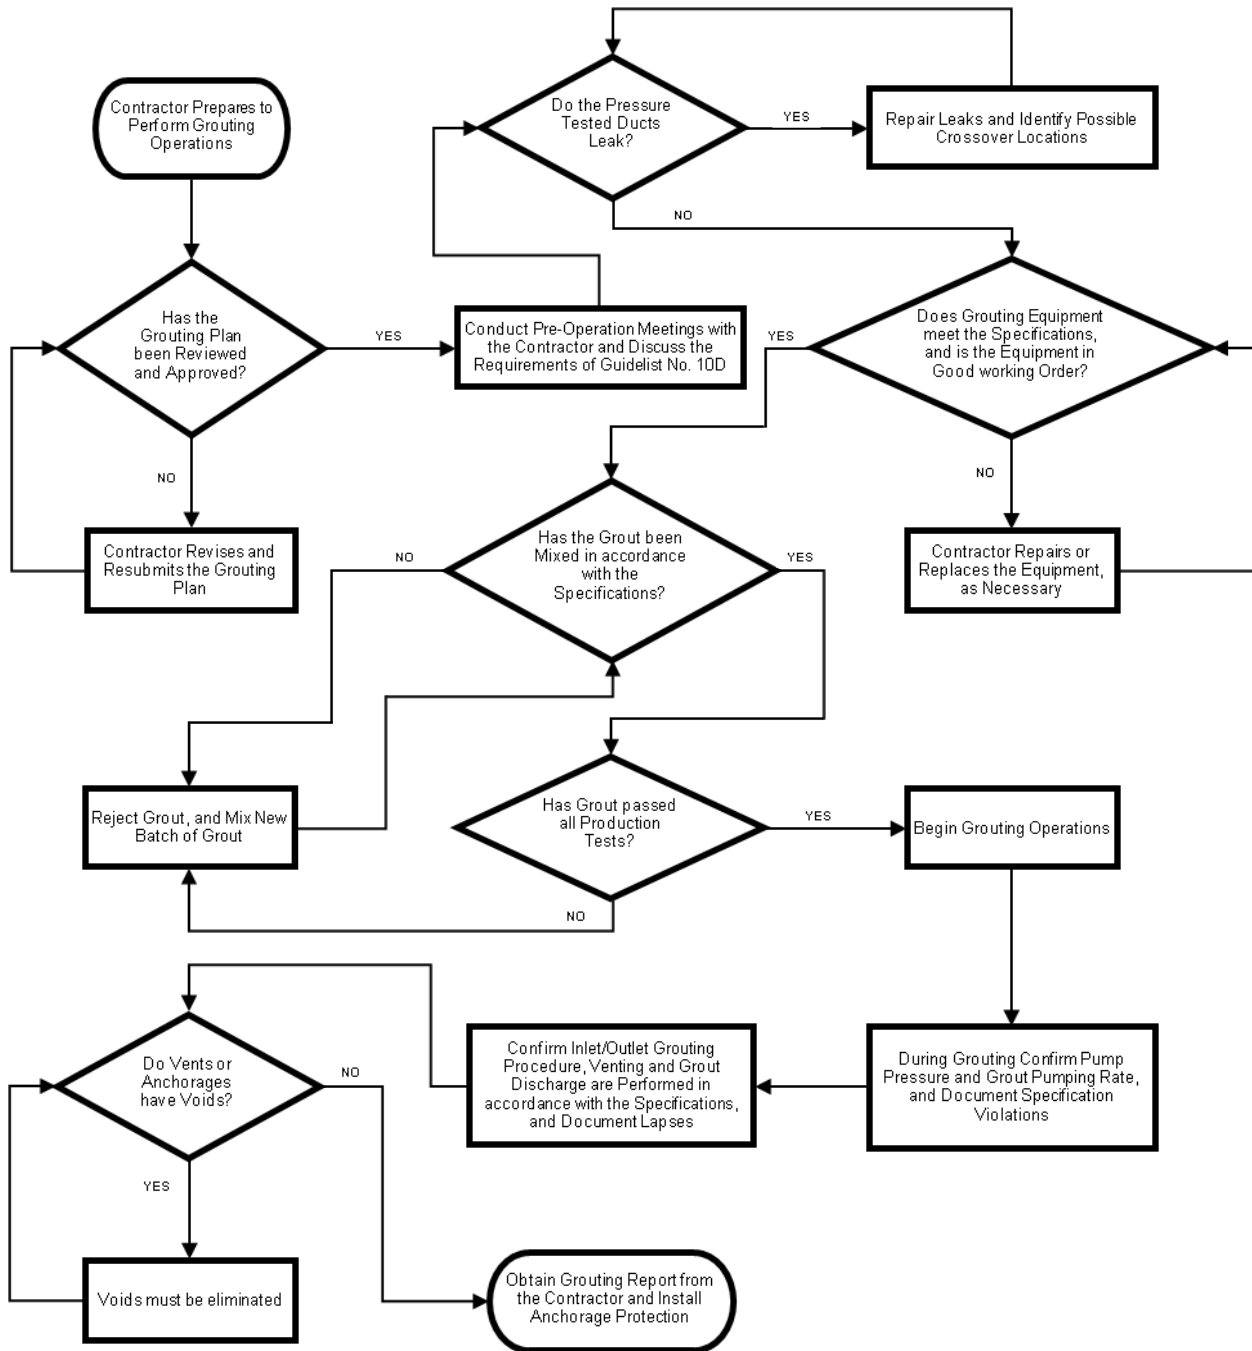 Contractor Prepares to
Perform Grouting
Operations
Has the
Grouting Plan
been Reviewed
and Approved?
YES
NO
Contractor Revises and
Resubmits the Grouting
Plan
Conduct Pre-Operation Meetings with
the Contractor and Discuss the
Requirements of Guidelist No. 10D
Do the Pressure
Tested Ducts
Leak?
YES
Repair Leaks and Identify Possible
Crossover Locations
NO
Does Grouting Equipment
meet the Specifications,
and is the Equipment in
Good working Order?
YES
NO
Contractor Repairs or
Replaces the Equipment,
as Necessary
Has the Grout been
Mixed in accordance
with the
Specifications?
NO
YES
Reject Grout, and Mix New
Batch of Grout
Has Grout passed
all Production
Tests?
YES
NO
Begin Grouting Operations
During Grouting Confirm Pump
Pressure and Grout Pumping Rate,
and Document Specification
Violations
Confirm Inlet/Outlet Grouting
Procedure, Venting and Grout
Discharge are Performed in
accordance with the Specifications,
and Document Lapses
Do Vents or
Anchorages
have Voids?
NO
YES
Voids must be eliminated
Obtain Grouting Report from
the Contractor and Install
Anchorage Protection